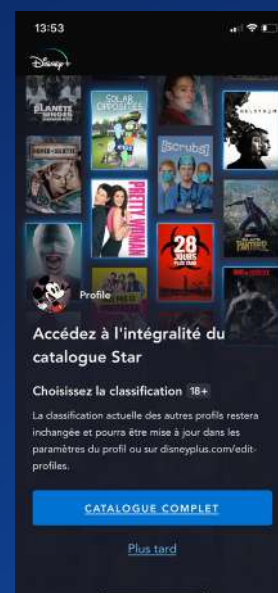 13:53
Disney+
PLANÈTE
SINGES
SOLAR
OPPOSITES
[scrubs]
PRETTY WOMAN
28
JOURS
PLUS TARD
PANTHER
Profile
Accédez à l'intégralité du
catalogue Star
Choisissez la classification 18+
La classification actuelle des autres profils restera
inchangée et pourra être mise à jour dans les
paramètres du profil ou sur disneyplus.com/edit-
profiles.
CATALOGUE COMPLET
Plus tard